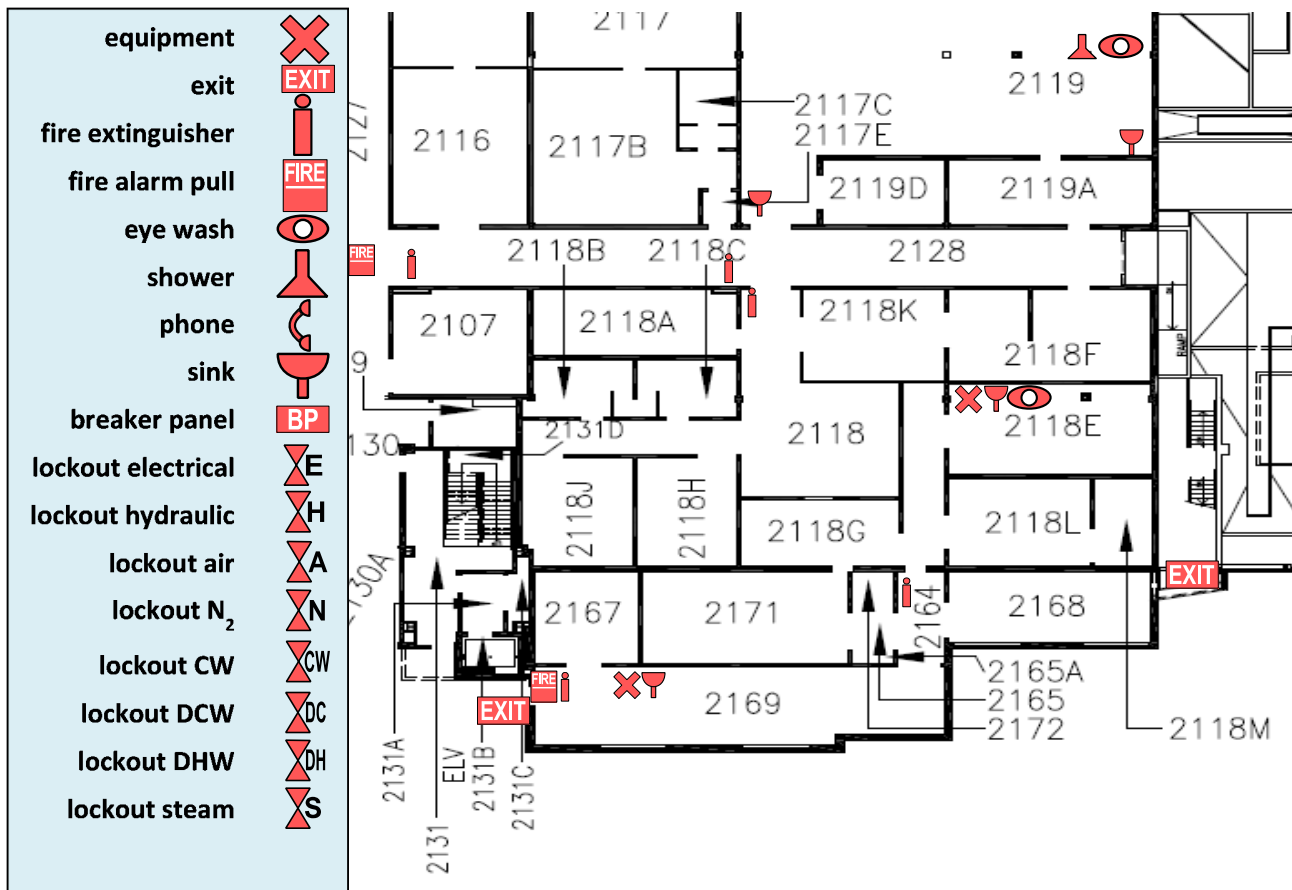 equipment
exit EXIT
fire extinguisher
fire alarm pull FIRE
eye wash
shower
phone
sink
breaker panel BP
lockout electrical E
lockout hydraulic H
lockout air A
lockout N2 N
lockout CW CW
lockout DCW DC
lockout DHW DH
lockout steam S
2117
2119
2127
2117C
2117E
2116
2117B
2119D
2119A
FIRE
2118B
2118C
2128
2107
2118A
2118K
2118F
RAMP
9
2118E
2130
2131D
2118
2118J
2118H
2118G
2118L
2130A
EXIT
2167
2171
2164
2168
2165A
FIRE
2165
EXIT
2169
2172
2118M
2131A
ELV
2131B
2131C
2131